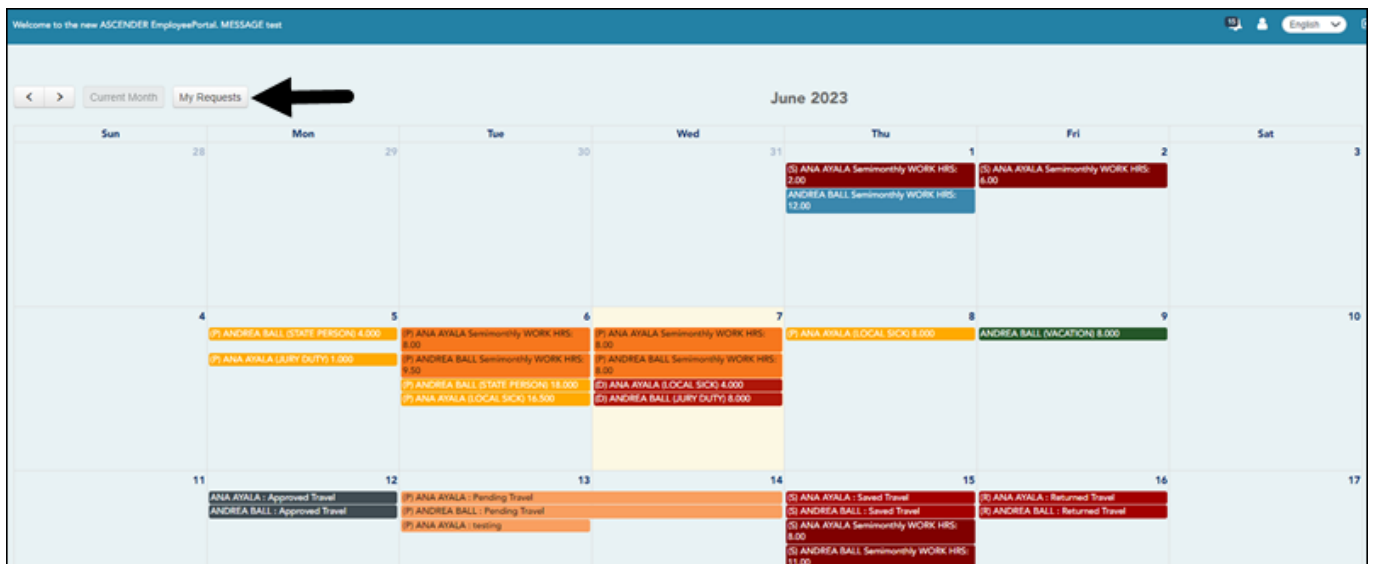 Welcome to the new ASCENDER EmployeePortal. MESSAGE test
English
Current Month
My Requests
June 2023
Sun Mon Tue Wed Thu Fri Sat
28 29 30 31 1 2 3
(S) ANA AYALA Semimonthly WORK HRS:
2.00
ANDREA BALL Semimonthly WORK HRS:
12.00
(S) ANA AYALA Semimonthly WORK HRS:
6.00
4 5 6 7 8 9 10
(P) ANDREA BALL (STATE PERSON) 4.000
(P) ANA AYALA (JURY DUTY) 1.000
(P) ANA AYALA Semimonthly WORK HRS:
8.00
(P) ANDREA BALL Semimonthly WORK HRS:
9.50
(P) ANDREA BALL (STATE PERSON) 18.000
(P) ANA AYALA (LOCAL SICK) 16.500
(P) ANA AYALA Semimonthly WORK HRS:
8.00
(P) ANDREA BALL Semimonthly WORK HRS:
8.00
(D) ANA AYALA (LOCAL SICK) 4.000
(D) ANDREA BALL (JURY DUTY) 8.000
(P) ANA AYALA (LOCAL SICK) 8.000
ANDREA BALL (VACATION) 8.000
11 12 13 14 15 16 17
ANA AYALA : Approved Travel
ANDREA BALL : Approved Travel
(P) ANA AYALA : Pending Travel
(P) ANDREA BALL : Pending Travel
(P) ANA AYALA : testing
(S) ANA AYALA : Saved Travel
(S) ANDREA BALL : Saved Travel
(S) ANA AYALA Semimonthly WORK HRS:
8.00
(S) ANDREA BALL Semimonthly WORK HRS:
11.00
(R) ANA AYALA : Returned Travel
(R) ANDREA BALL : Returned Travel